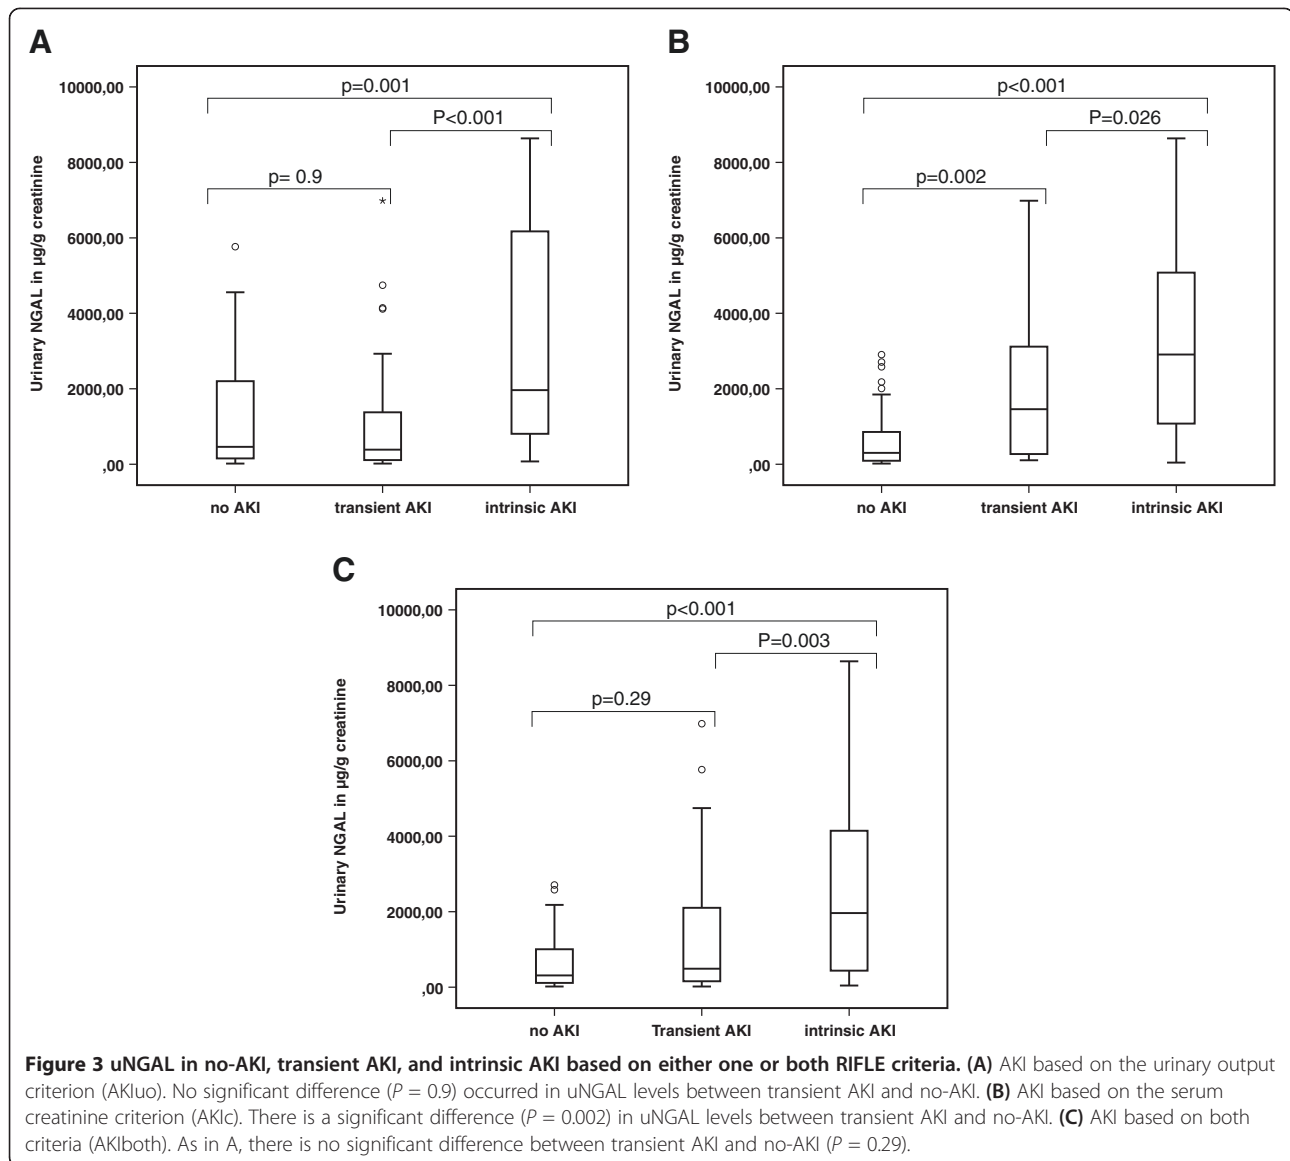 A
Urinary NGAL in µg/g creatinine
10000,00
8000,00
6000,00
4000,00
2000,00
,00
p=0.001
P<0.001
p= 0.9
*
no AKI transient AKI intrinsic AKI
B
Urinary NGAL in µg/g creatinine
10000,00
8000,00
6000,00
4000,00
2000,00
,00
p<0.001
P=0.026
p=0.002
no AKI transient AKI intrinsic AKI
C
Urinary NGAL in µg/g creatinine
10000,00
8000,00
6000,00
4000,00
2000,00
,00
p<0.001
P=0.003
p=0.29
no AKI Transient AKI intrinsic AKI
Figure 3 uNGAL in no-AKI, transient AKI, and intrinsic AKI based on either one or both RIFLE criteria. (A) AKI based on the urinary output
criterion (AKIuo). No significant difference (P = 0.9) occurred in uNGAL levels between transient AKI and no-AKI. (B) AKI based on the serum
creatinine criterion (AKIc). There is a significant difference (P = 0.002) in uNGAL levels between transient AKI and no-AKI. (C) AKI based on both
criteria (AKIboth). As in A, there is no significant difference between transient AKI and no-AKI (P = 0.29).